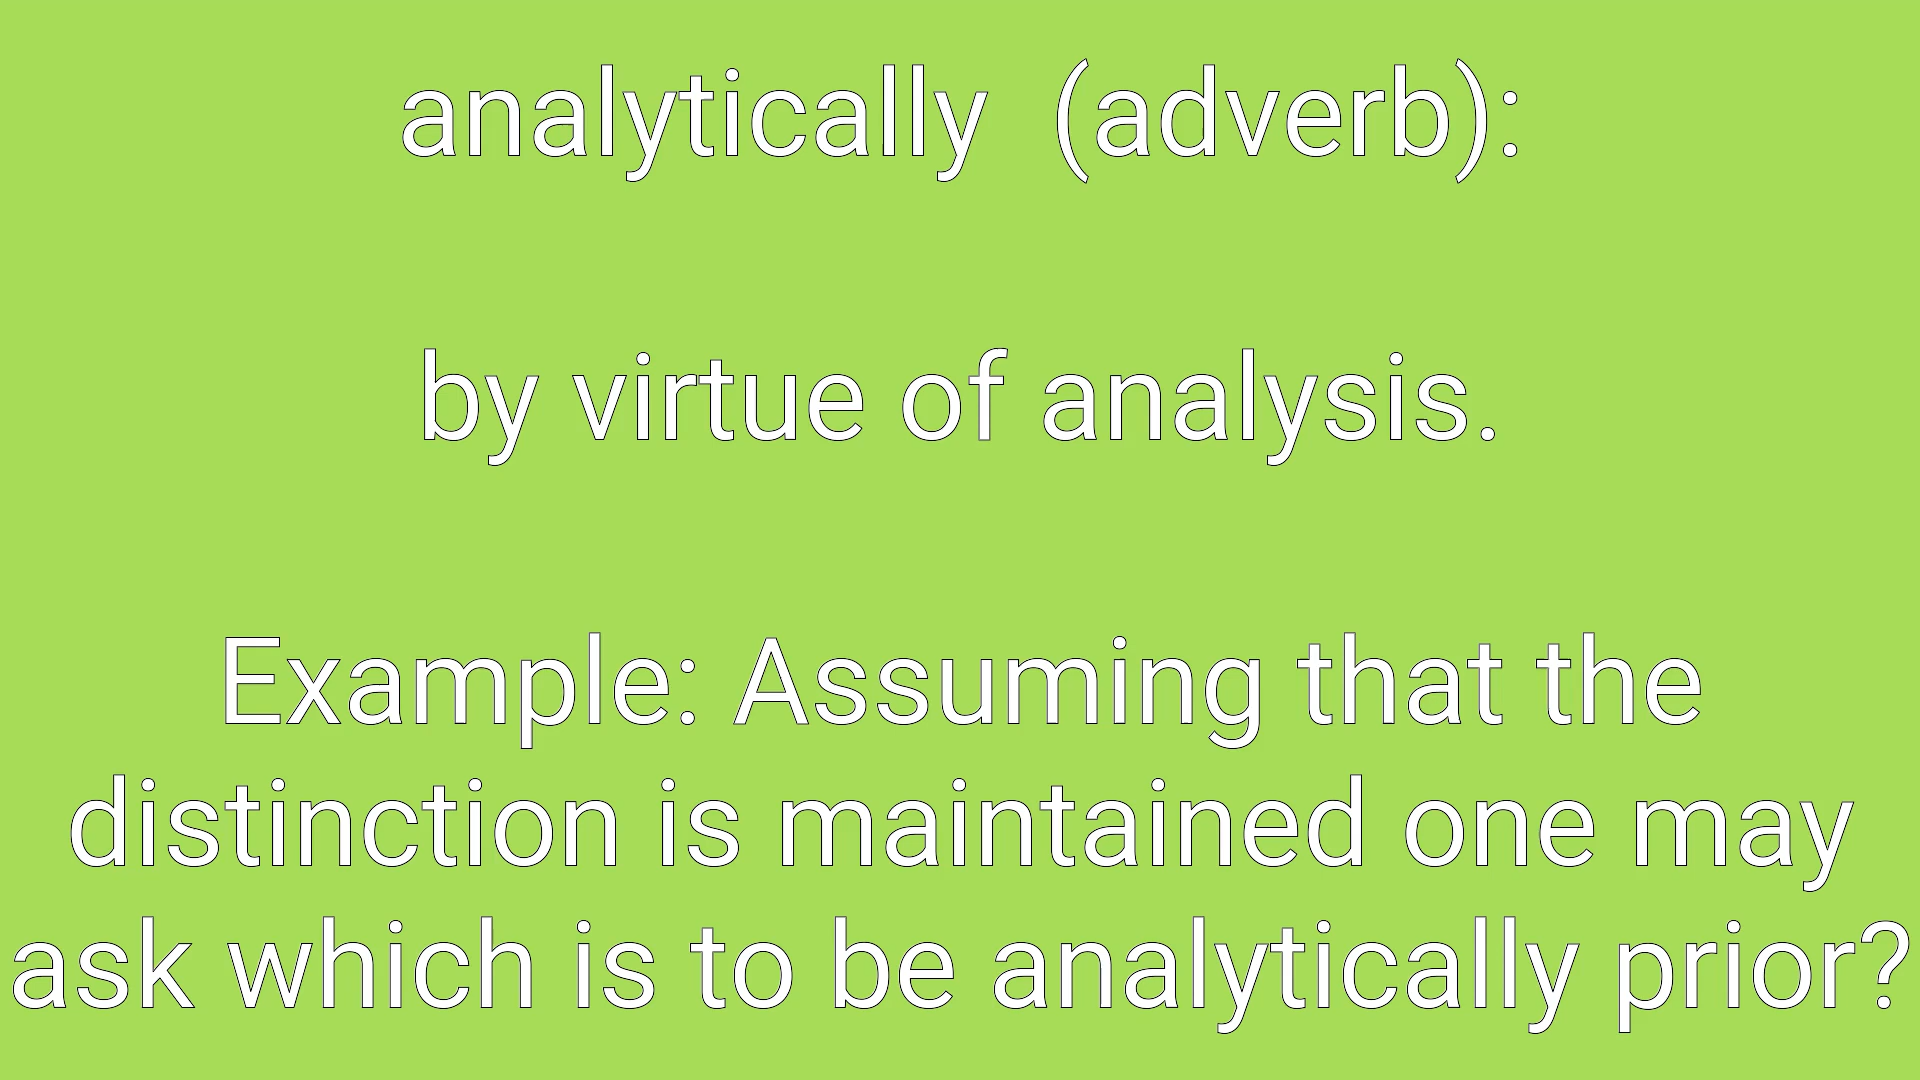 analytically (adverb):
by virtue of analysis.
Example: Assuming that the
distinction is maintained one may
ask which is to be analytically prior?